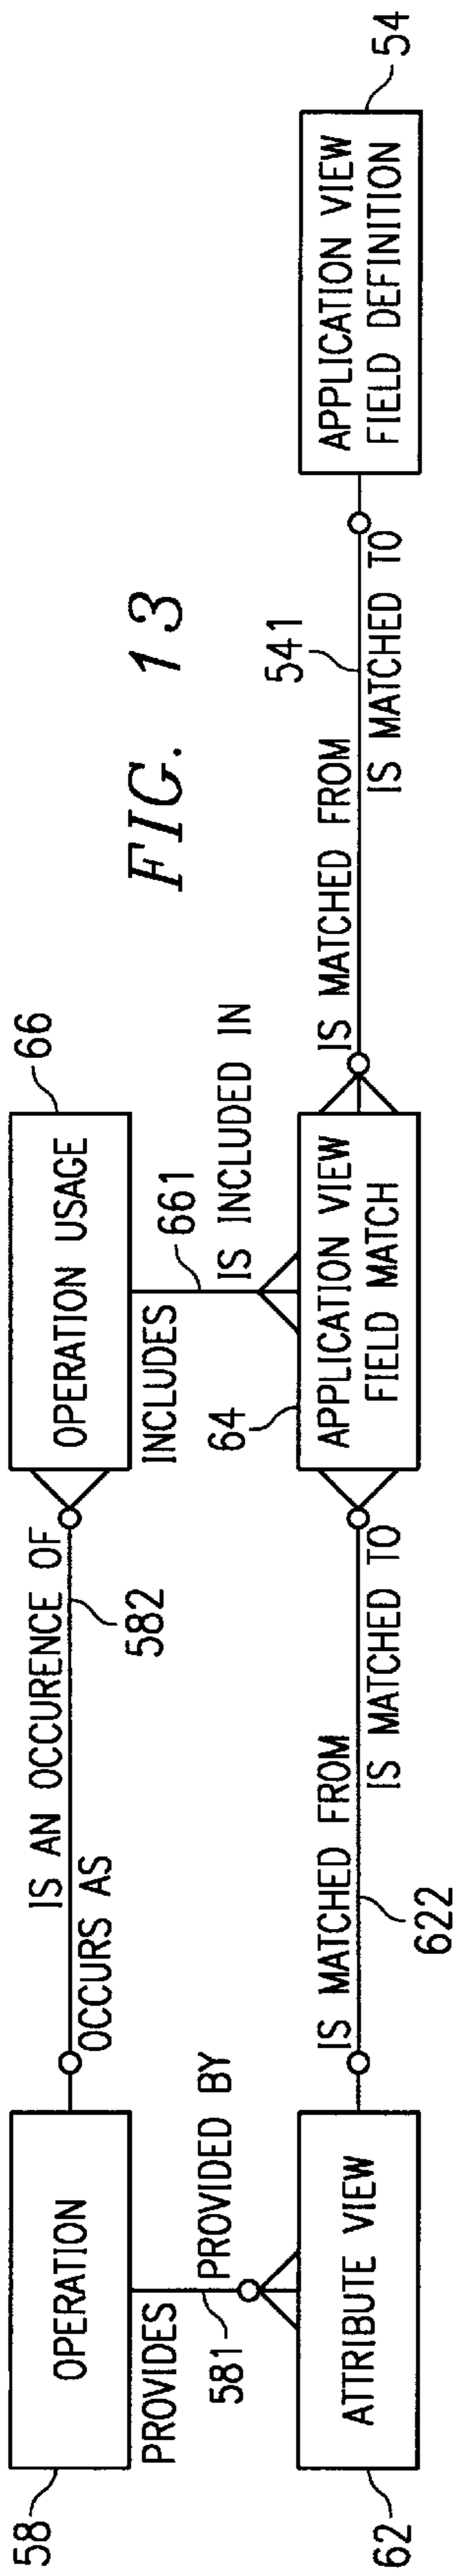 FIG. 13
58
OPERATION
OCCURS AS
IS AN OCCURENCE OF
582
OPERATION USAGE
66
PROVIDES
581
PROVIDED BY
INCLUDES
661
IS INCLUDED IN
62
ATTRIBUTE VIEW
IS MATCHED FROM
622
IS MATCHED TO
64
APPLICATION VIEW
FIELD MATCH
IS MATCHED FROM
541
IS MATCHED TO
APPLICATION VIEW
FIELD DEFINITION
54